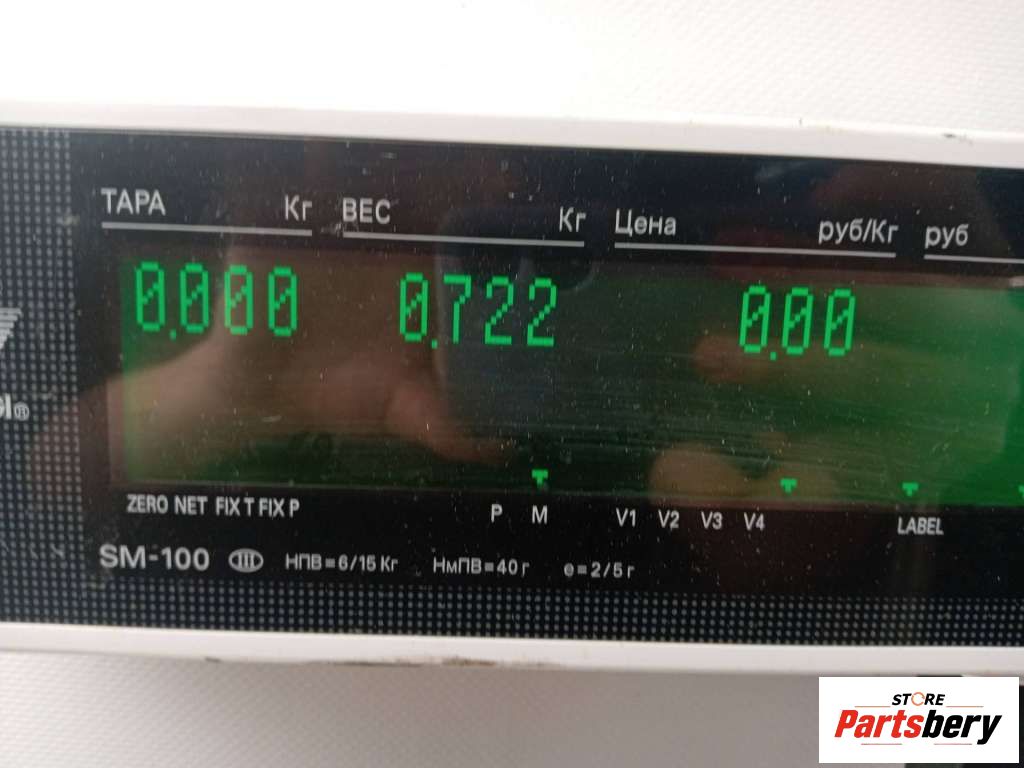 ТАРА Кг ВЕС Кг Цена руб/Кг руб
0.000 0.722 0.00
ZERO NET FIX T FIX P P M V1 V2 V3 V4 LABEL
SM-100 III НПВ=6/15 Кг НмПВ=40 г e=2/5 г
STORE
Partsbery